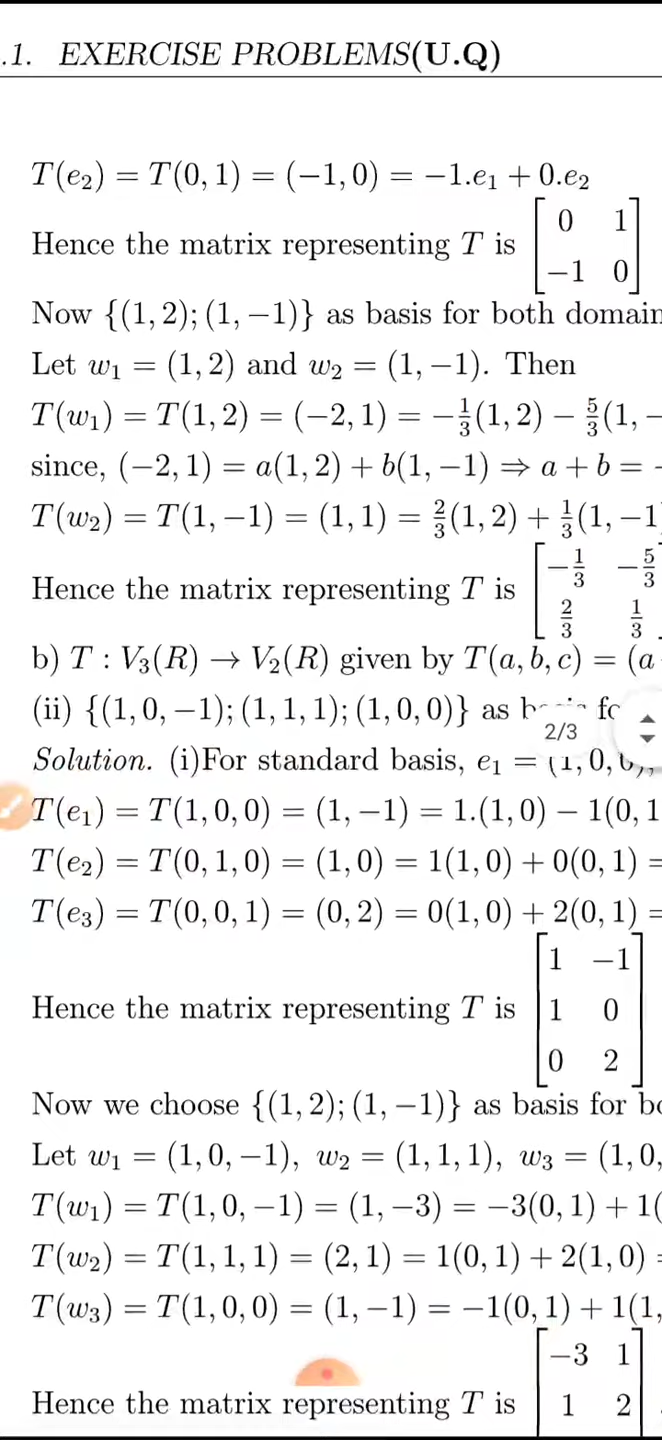 .1. EXERCISE PROBLEMS(U.Q)
T(e₂) = T(0, 1) = (−1, 0) = −1.e₁ + 0.e₂
Hence the matrix representing T is [0 1
−1 0]
Now {(1, 2); (1, −1)} as basis for both domain
Let w₁ = (1, 2) and w₂ = (1, −1). Then
T(w₁) = T(1, 2) = (−2, 1) = −1/3(1, 2) − 5/3(1, −
since, (−2, 1) = a(1, 2) + b(1, −1) ⇒ a + b = −
T(w₂) = T(1, −1) = (1, 1) = 2/3(1, 2) + 1/3(1, −1
Hence the matrix representing T is [−1/3 −5/3
2/3 1/3
b) T : V₃(R) → V₂(R) given by T(a, b, c) = (a
(ii) {(1, 0, −1); (1, 1, 1); (1, 0, 0)} as
2/3
Solution. (i)For standard basis, e₁ = (1, 0, 0),
T(e₁) = T(1, 0, 0) = (1, −1) = 1.(1, 0) − 1(0, 1
T(e₂) = T(0, 1, 0) = (1, 0) = 1(1, 0) + 0(0, 1) =
T(e₃) = T(0, 0, 1) = (0, 2) = 0(1, 0) + 2(0, 1) =
Hence the matrix representing T is [1 −1
1 0
0 2]
Now we choose {(1, 2); (1, −1)} as basis for
Let w₁ = (1, 0, −1), w₂ = (1, 1, 1), w₃ = (1, 0,
T(w₁) = T(1, 0, −1) = (1, −3) = −3(0, 1) + 1(
T(w₂) = T(1, 1, 1) = (2, 1) = 1(0, 1) + 2(1, 0) =
T(w₃) = T(1, 0, 0) = (1, −1) = −1(0, 1) + 1(1,
Hence the matrix representing T is [−3 1
1 2